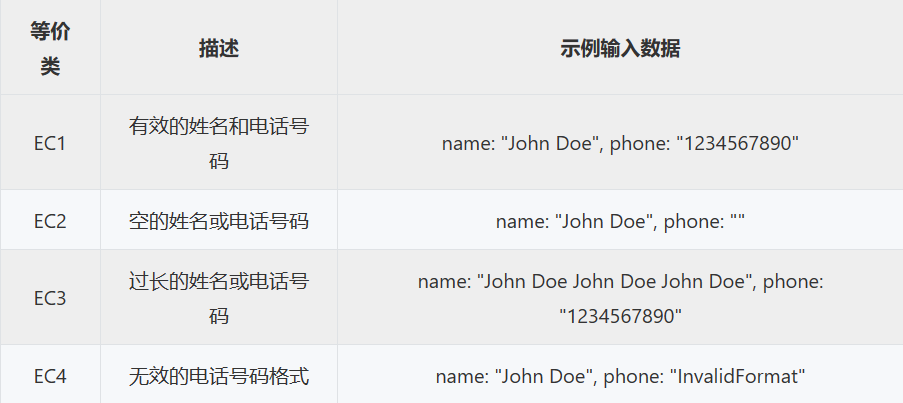 等价
类
描述
示例输入数据
EC1
有效的姓名和电话号
码
name: "John Doe", phone: "1234567890"
EC2
空的姓名或电话号码
name: "John Doe", phone: ""
EC3
过长的姓名或电话号
码
name: "John Doe John Doe John Doe", phone:
"1234567890"
EC4
无效的电话号码格式
name: "John Doe", phone: "InvalidFormat"